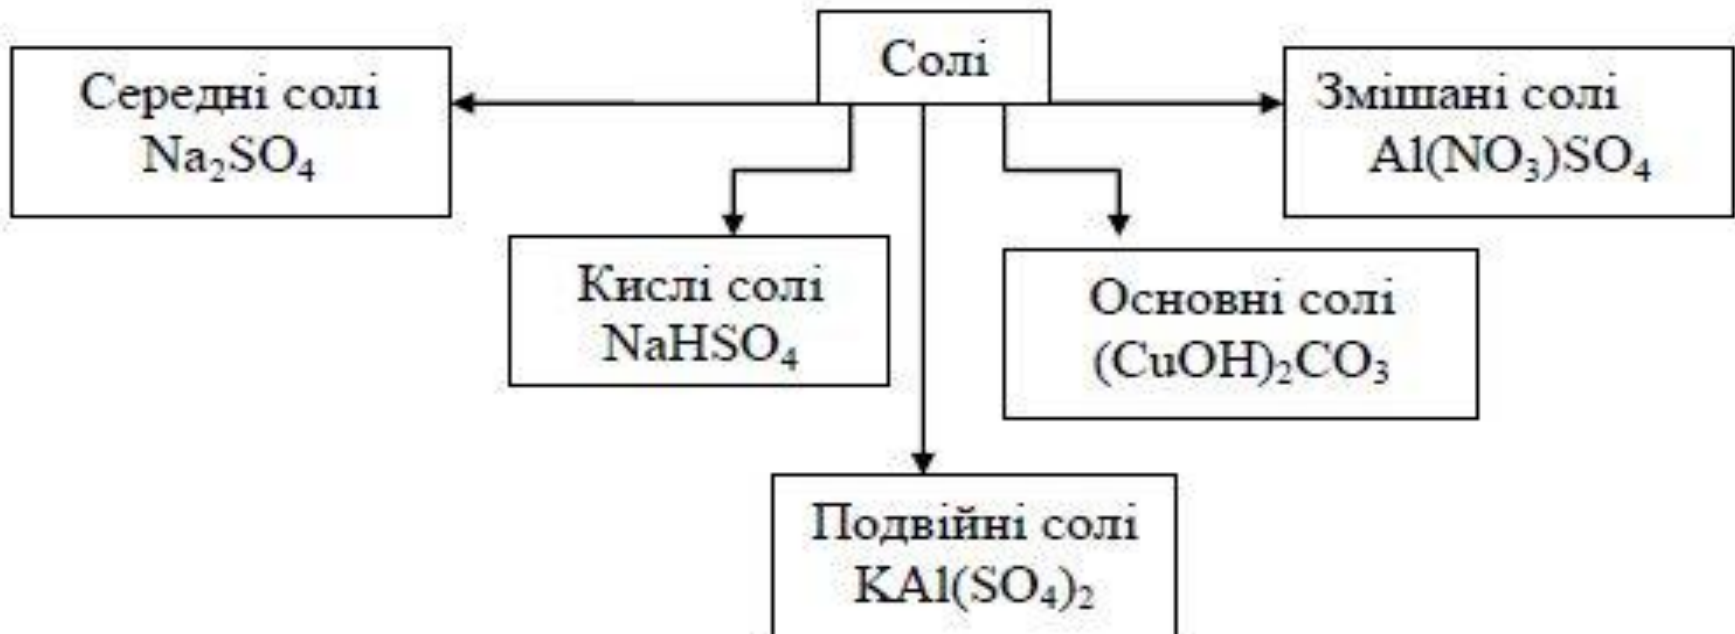 Солі
Середні солі
Na₂SO₄
Змішані солі
Al(NO₃)SO₄
Кислі солі
NaHSO₄
Основні солі
(CuOH)₂CO₃
Подвійні солі
KAl(SO₄)₂